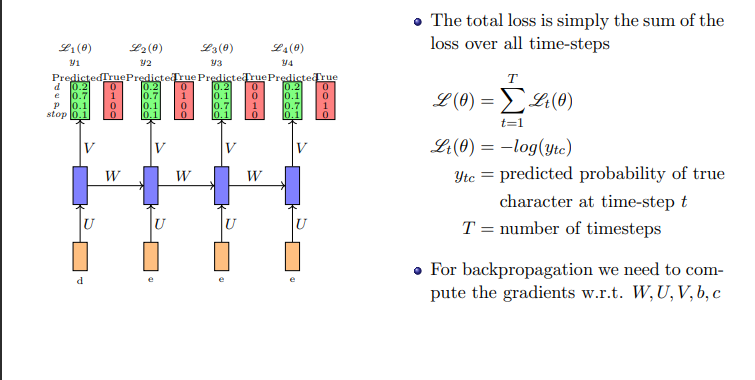 ℒ1(θ) ℒ2(θ) ℒ3(θ) ℒ4(θ)
y1 y2 y3 y4
Predicted True Predicted True Predicted True Predicted True
d 0.2 0 0.2 0 0.2 0 0.2 0
e 0.7 1 0.7 1 0.1 0 0.1 0
p 0.1 0 0.1 0 0.7 1 0.7 1
stop 0.1 0 0.1 0 0.1 0 0.1 0
V V V V
W W W
U U U U
d e e e
• The total loss is simply the sum of the
loss over all time-steps
ℒ(θ) = ∑_{t=1}^{T} ℒt(θ)
ℒt(θ) = −log(ytc)
ytc = predicted probability of true
character at time-step t
T = number of timesteps
• For backpropagation we need to com-
pute the gradients w.r.t. W, U, V, b, c